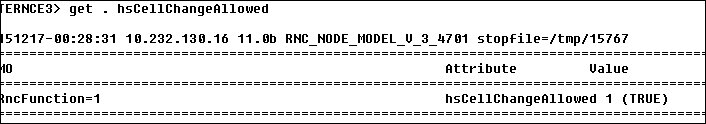 TERNCE3> get . hsCellChangeAllowed
151217-00:28:31 10.232.130.16 11.0b RNC_NODE_MODEL_V_3_4701 stopfile=/tmp/15767
=================================================================================
MO Attribute Value
=================================================================================
RncFunction=1 hsCellChangeAllowed 1 (TRUE)
=================================================================================